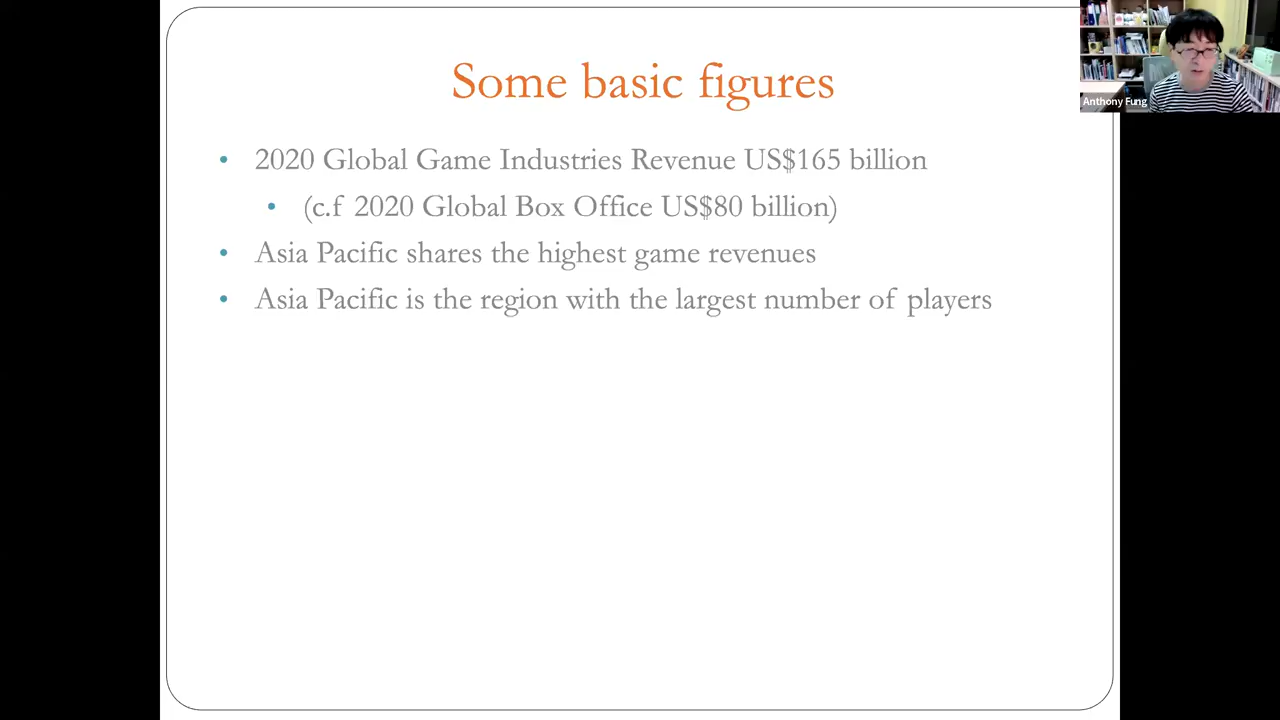 Some basic figures
• 2020 Global Game Industries Revenue US$165 billion
• (c.f 2020 Global Box Office US$80 billion)
• Asia Pacific shares the highest game revenues
• Asia Pacific is the region with the largest number of players
Anthony Fung